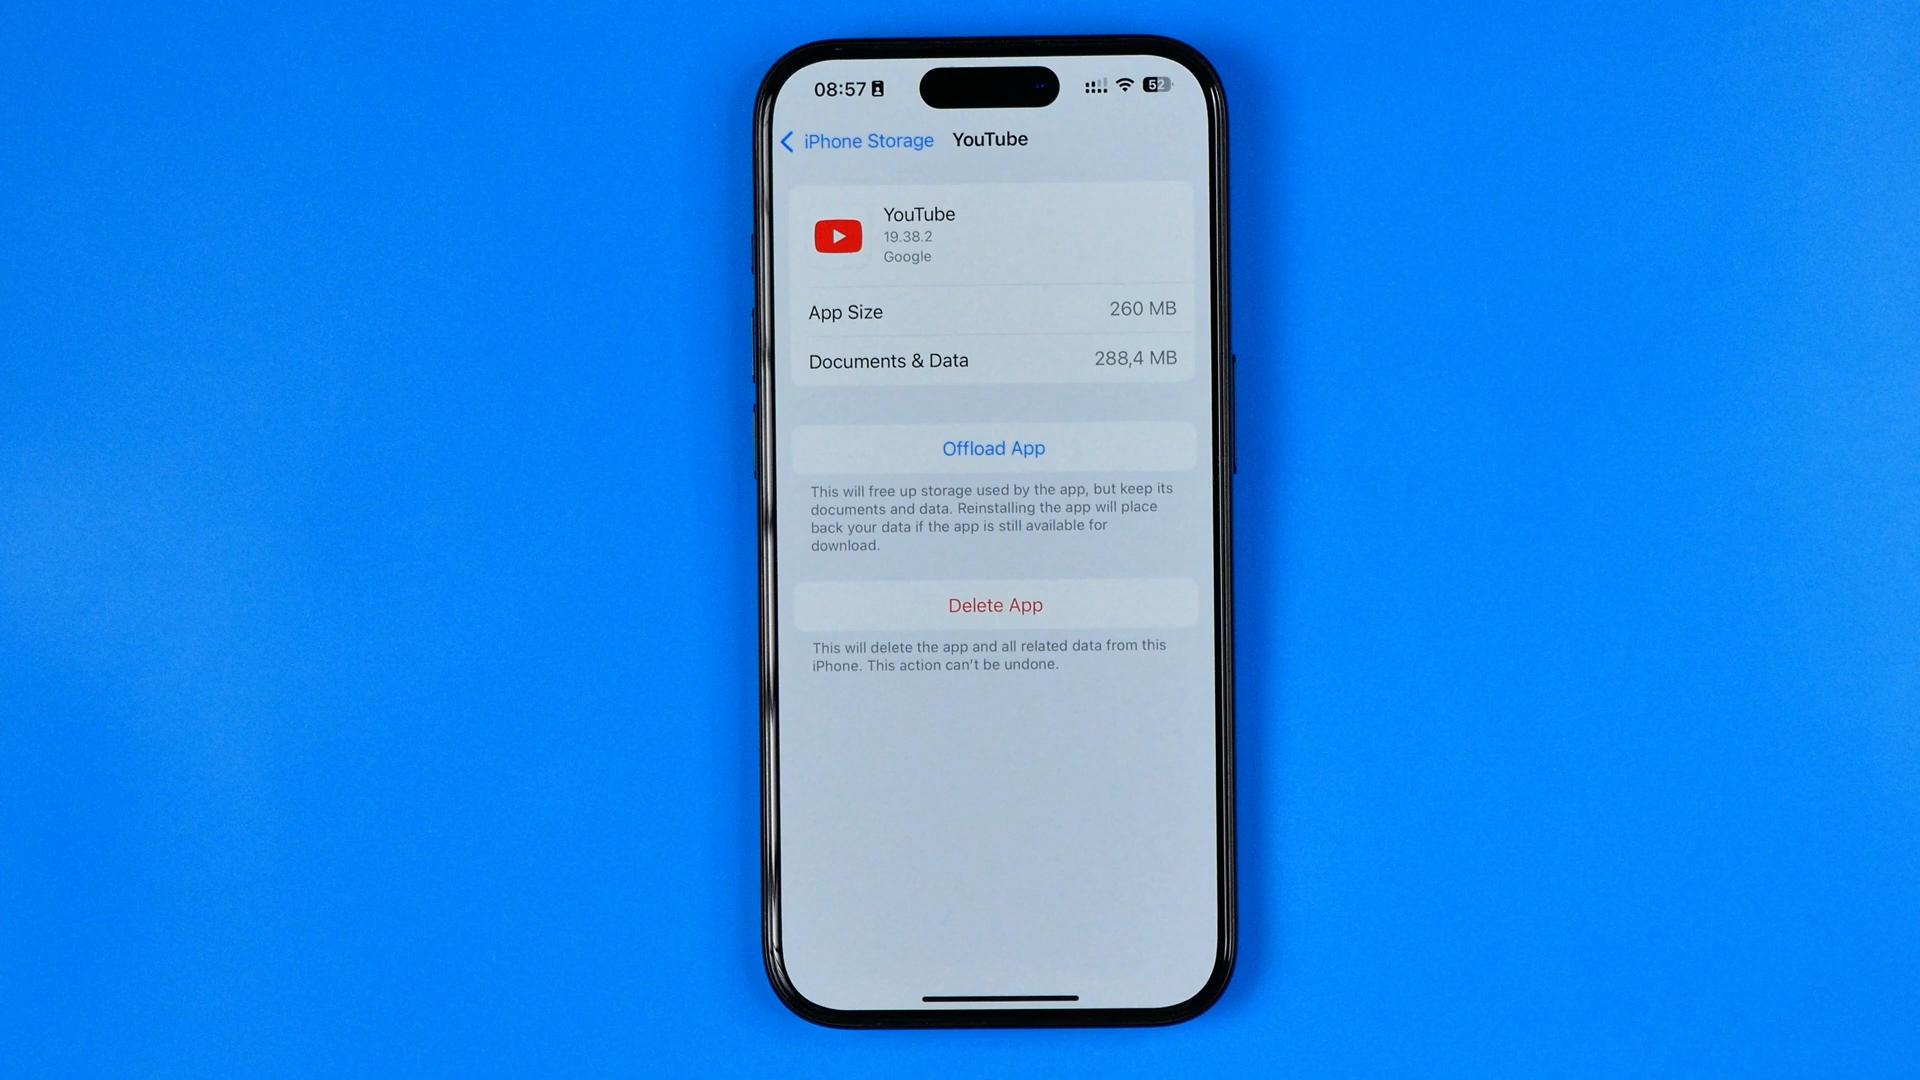 08:57
52
iPhone Storage YouTube
YouTube
19.38.2
Google
App Size 260 MB
Documents & Data 288,4 MB
Offload App
This will free up storage used by the app, but keep its
documents and data. Reinstalling the app will place
back your data if the app is still available for
download.
Delete App
This will delete the app and all related data from this
iPhone. This action can’t be undone.